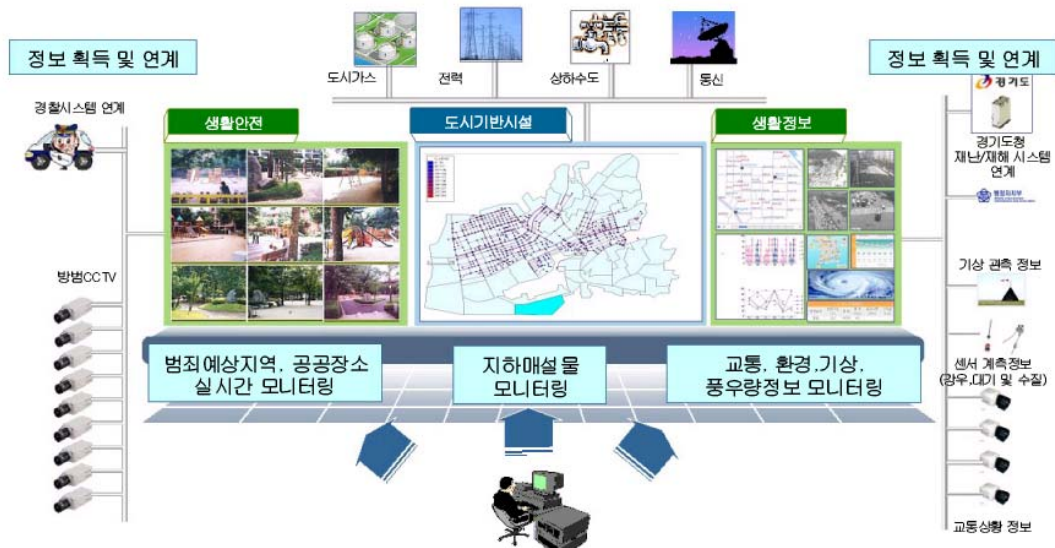 정보 획득 및 연계
정보 획득 및 연계
도시가스
전력
상하수도
통신
경찰시스템 연계
생활안전
도시기반시설
생활정보
경기도
경기도청
재난/재해 시스템
연계
행정자치부
방범CCTV
기상 관측 정보
센서 계측정보
(강우,대기 및 수질)
범죄예상지역, 공공장소
실시간 모니터링
지하매설물
모니터링
교통, 환경,기상,
풍우량정보 모니터링
교통상황 정보